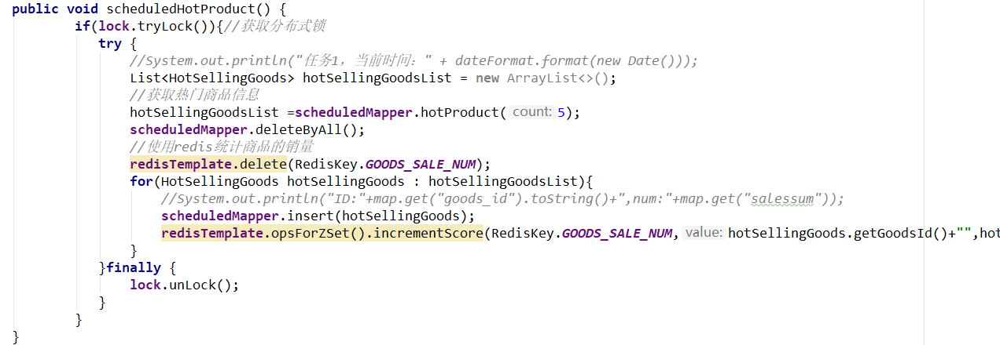 public void scheduledHotProduct() {
if(lock.tryLock()){//获取分布式锁
try {
//System.out.println("任务1，当前时间：" + dateFormat.format(new Date()));
List<HotSellingGoods> hotSellingGoodsList = new ArrayList<>();
//获取热门商品信息
hotSellingGoodsList =scheduledMapper.hotProduct( count: 5);
scheduledMapper.deleteByAll();
//使用redis统计商品的销量
redisTemplate.delete(RedisKey.GOODS_SALE_NUM);
for(HotSellingGoods hotSellingGoods : hotSellingGoodsList){
//System.out.println("ID:"+map.get("goods_id").toString()+",num:"+map.get("salessum"));
scheduledMapper.insert(hotSellingGoods);
redisTemplate.opsForZSet().incrementScore(RedisKey.GOODS_SALE_NUM, value: hotSellingGoods.getGoodsId()+"",hot
}
}finally {
lock.unLock();
}
}
}